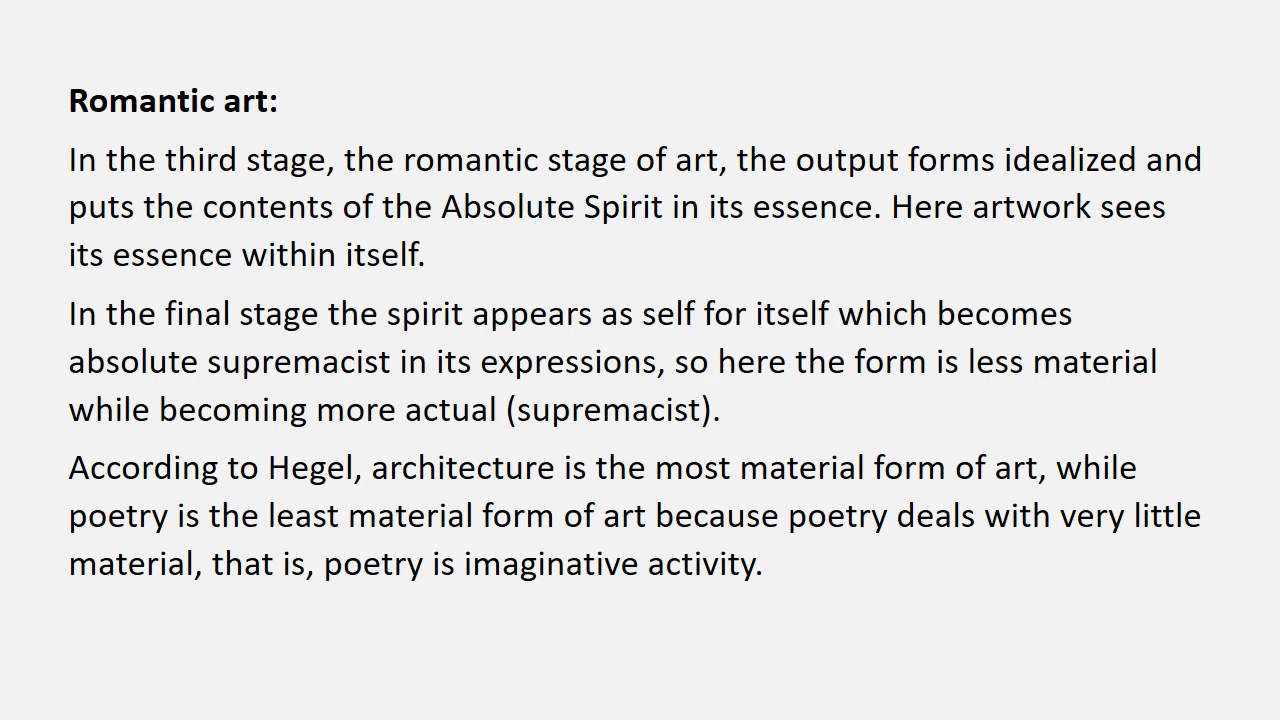 Romantic art:
In the third stage, the romantic stage of art, the output forms idealized and
puts the contents of the Absolute Spirit in its essence. Here artwork sees
its essence within itself.
In the final stage the spirit appears as self for itself which becomes
absolute supremacist in its expressions, so here the form is less material
while becoming more actual (supremacist).
According to Hegel, architecture is the most material form of art, while
poetry is the least material form of art because poetry deals with very little
material, that is, poetry is imaginative activity.